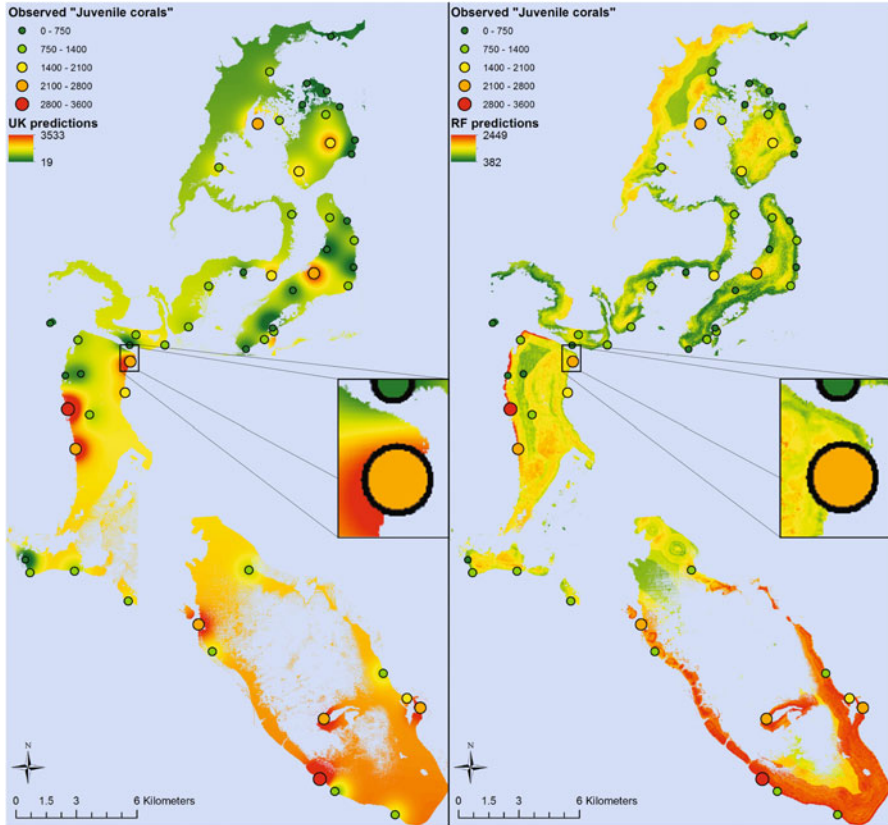 Observed "Juvenile corals"
0 - 750
750 - 1400
1400 - 2100
2100 - 2800
2800 - 3600
UK predictions
3533
19
N
0 1.5 3 6 Kilometers
Observed "Juvenile corals"
0 - 750
750 - 1400
1400 - 2100
2100 - 2800
2800 - 3600
RF predictions
2449
382
N
0 1.5 3 6 Kilometers